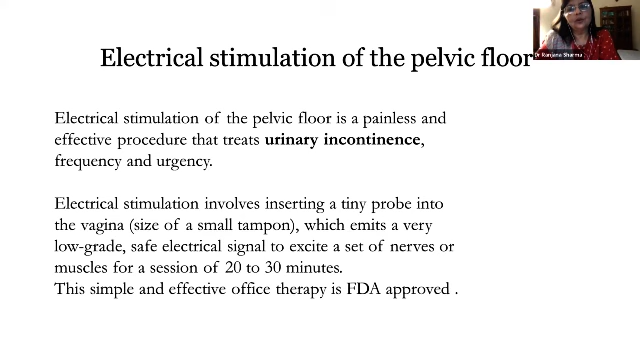 Electrical stimulation of the pelvic floor
Dr Ranjana Sharma
Electrical stimulation of the pelvic floor is a painless and
effective procedure that treats urinary incontinence,
frequency and urgency.
Electrical stimulation involves inserting a tiny probe into
the vagina (size of a small tampon), which emits a very
low-grade, safe electrical signal to excite a set of nerves or
muscles for a session of 20 to 30 minutes.
This simple and effective office therapy is FDA approved .